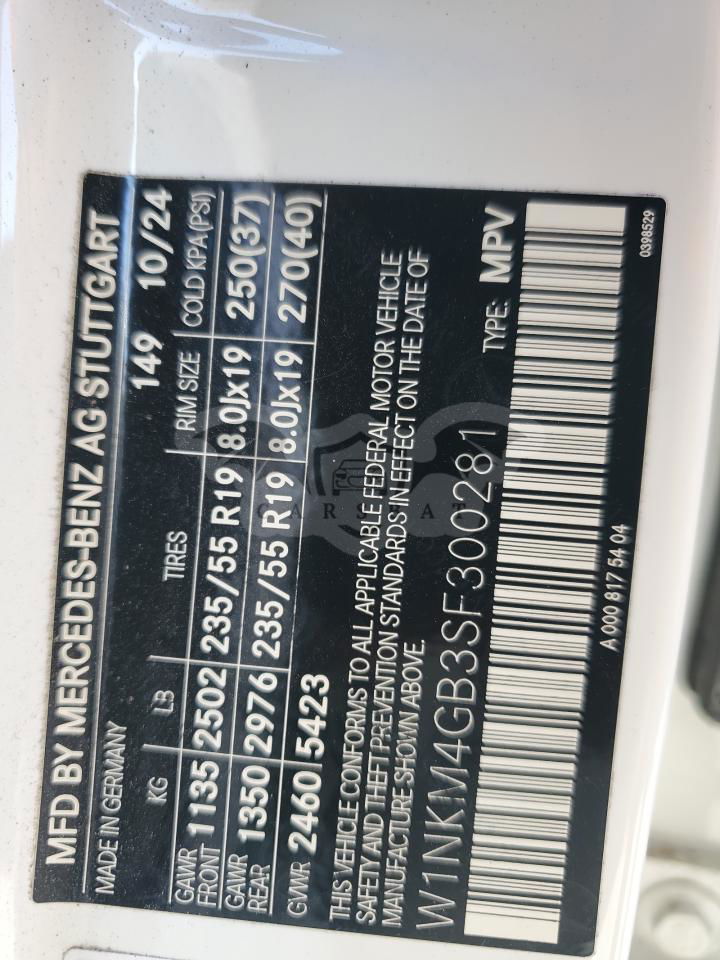 MFD BY MERCEDES-BENZ AG STUTTGART
MADE IN GERMANY 149 10/24
KG LB TIRES RIM SIZE COLD KPA(PSI)
GAWR FRONT 1135 2502 235/55 R19 8.0Jx19 250(37)
GAWR REAR 1350 2976 235/55 R19 8.0Jx19 270(40)
GVWR 2460 5423
THIS VEHICLE CONFORMS TO ALL APPLICABLE FEDERAL MOTOR VEHICLE
SAFETY AND THEFT PREVENTION STANDARDS IN EFFECT ON THE DATE OF
MANUFACTURE SHOWN ABOVE.
W1NKM4GB3SF300281 TYPE: MPV
A 000 817 54 04 0398529